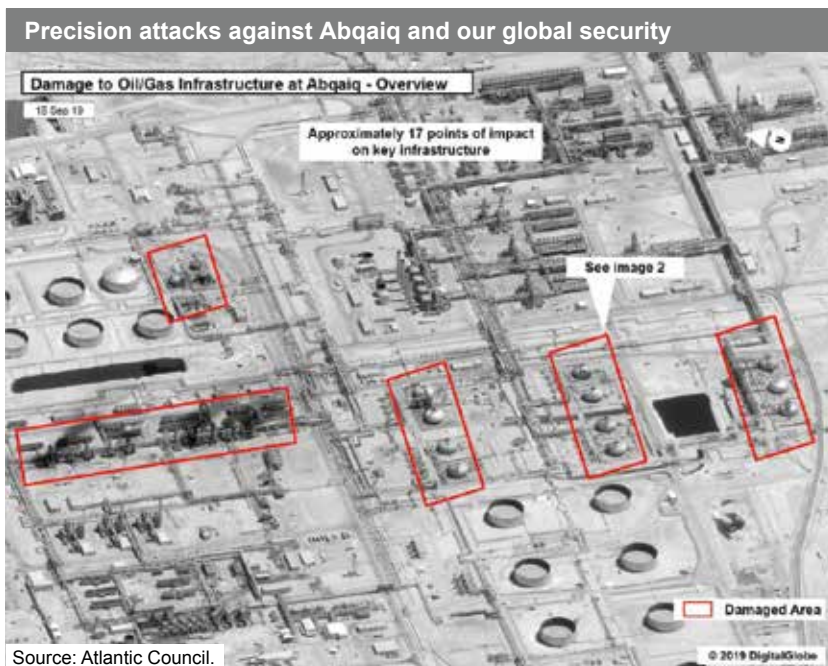 Precision attacks against Abqaiq and our global security
Damage to Oil/Gas Infrastructure at Abqaiq - Overview
15 Sep 19
Approximately 17 points of impact
on key infrastructure
See image 2
Damaged Area
Source: Atlantic Council.
© 2019 DigitalGlobe